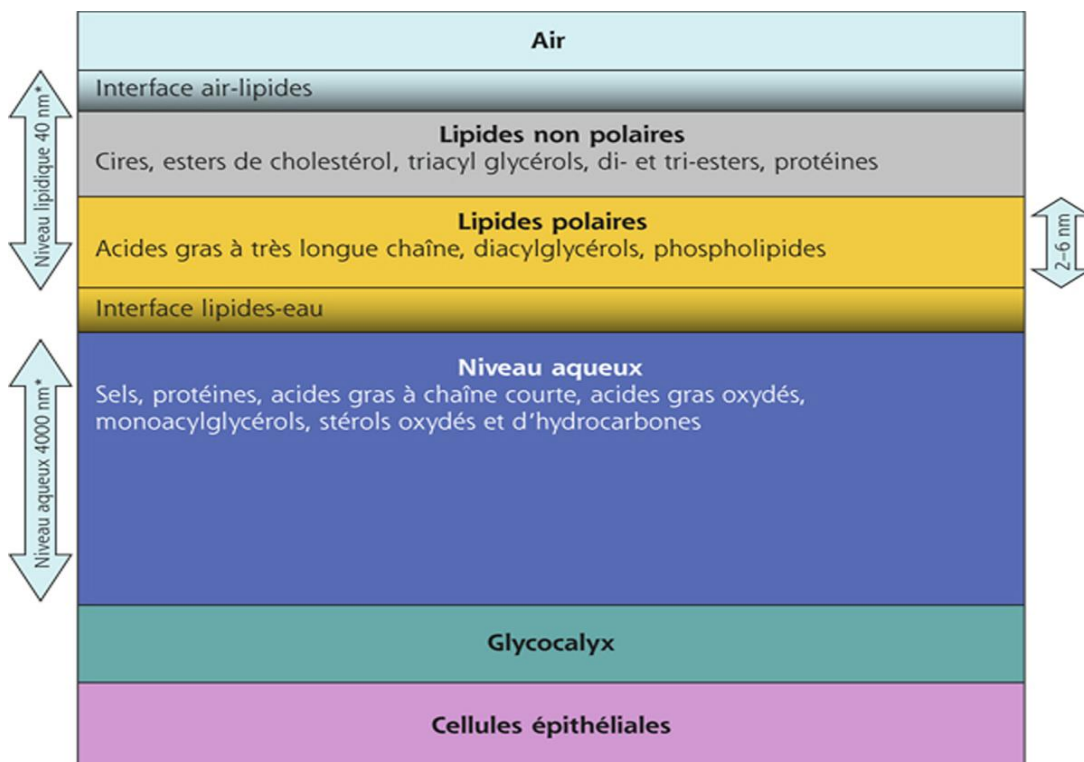 Air
Interface air-lipides
Niveau lipidique 40 nm*
Lipides non polaires
Cires, esters de cholestérol, triacyl glycérols, di- et tri-esters, protéines
Lipides polaires
Acides gras à très longue chaîne, diacylglycérols, phospholipides
2–6 nm
Interface lipides-eau
Niveau aqueux 4000 nm*
Niveau aqueux
Sels, protéines, acides gras à chaîne courte, acides gras oxydés,
monoacylglycérols, stérols oxydés et d’hydrocarbones
Glycocalyx
Cellules épithéliales